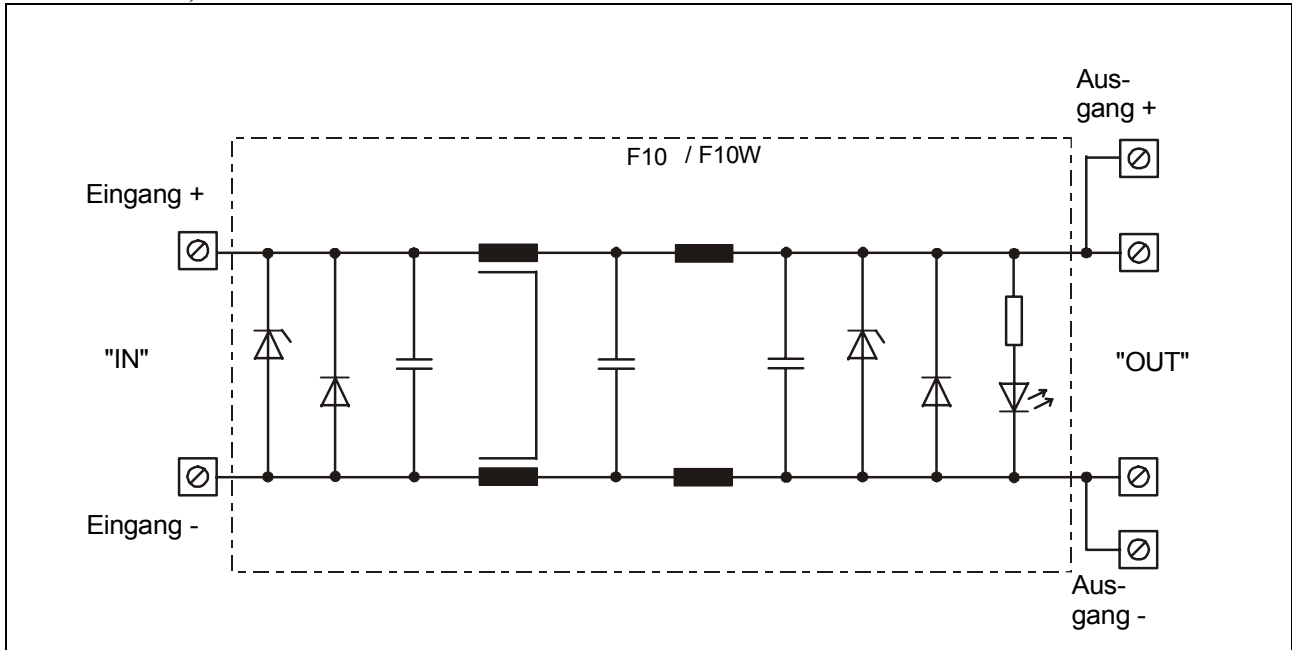 Aus-
gang +
F10 / F10W
Eingang +
"IN"
"OUT"
Eingang -
Aus-
gang -